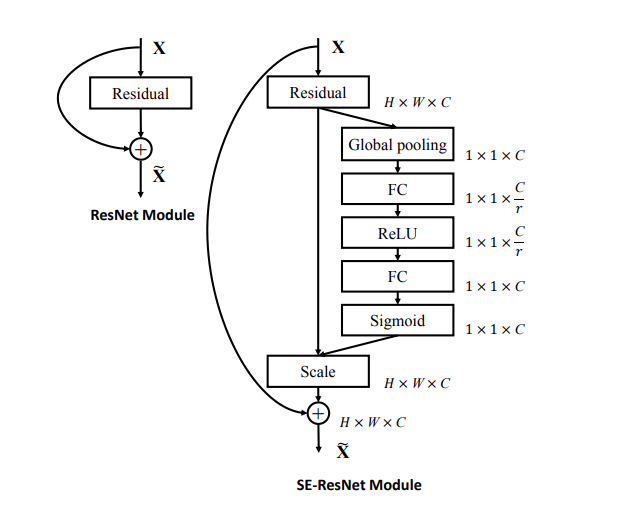 X
Residual
+
X̃
ResNet Module
X
Residual
H × W × C
Global pooling
1 × 1 × C
FC
1 × 1 × C/r
ReLU
1 × 1 × C/r
FC
1 × 1 × C
Sigmoid
1 × 1 × C
Scale
H × W × C
+
H × W × C
X̃
SE-ResNet Module